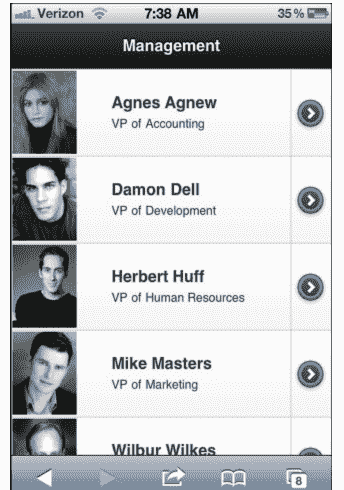 Verizon 7:38 AM 35%
Management
Agnes Agnew
VP of Accounting
Damon Dell
VP of Development
Herbert Huff
VP of Human Resources
Mike Masters
VP of Marketing
Wilbur Wilkes
8